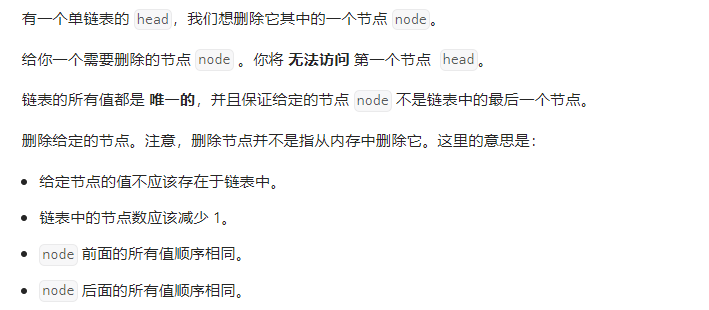 有一个单链表的 head，我们想删除它其中的一个节点 node。
给你一个需要删除的节点 node 。你将 无法访问 第一个节点 head。
链表的所有值都是 唯一的，并且保证给定的节点 node 不是链表中的最后一个节点。
删除给定的节点。注意，删除节点并不是指从内存中删除它。这里的意思是：
• 给定节点的值不应该存在于链表中。
• 链表中的节点数应该减少 1。
• node 前面的所有值顺序相同。
• node 后面的所有值顺序相同。